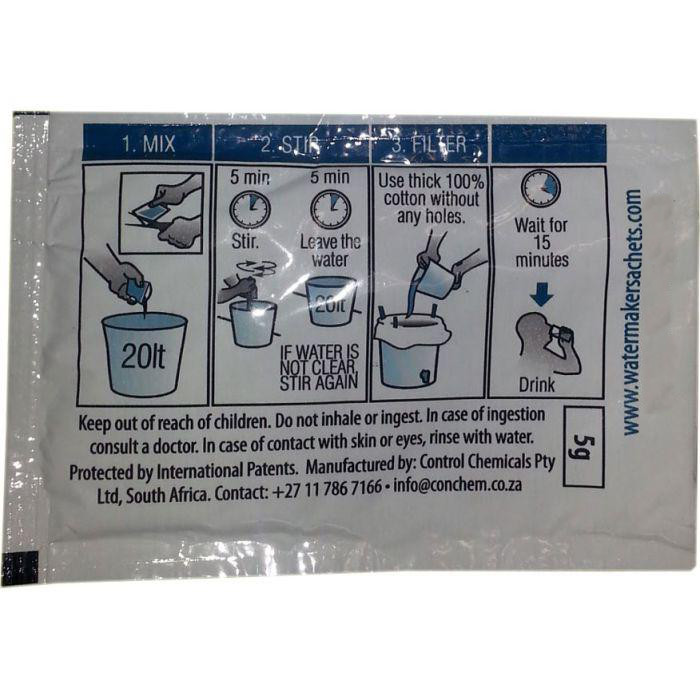 1. MIX
2. STIR
3. FILTER
20lt
5 min
Stir.
5 min
Leave the
water
20lt
IF WATER IS
NOT CLEAR,
STIR AGAIN
Use thick 100%
cotton without
any holes.
Wait for
15
minutes
Drink
Keep out of reach of children. Do not inhale or ingest. In case of ingestion
consult a doctor. In case of contact with skin or eyes, rinse with water.
Protected by International Patents. Manufactured by: Control Chemicals Pty
Ltd, South Africa. Contact: +27 11 786 7166 • info@conchem.co.za
5g
www.watermakersachets.com